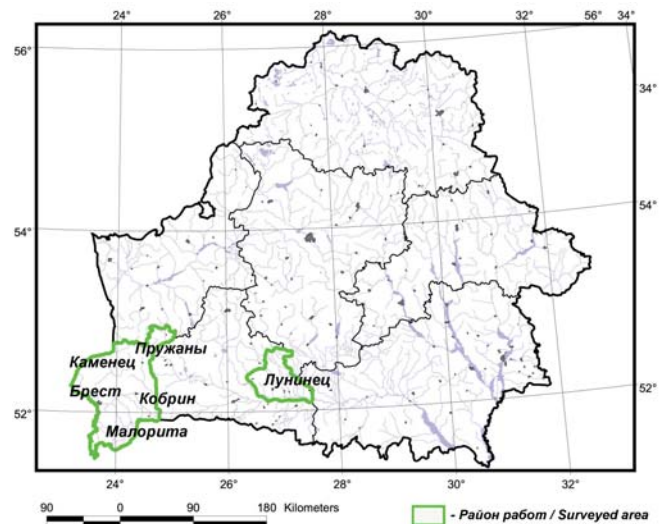 24° 26° 28° 30° 32° 56° 34°
56°
34°
54°
54°
Пружаны
Каменец
Лунинец
52°
Брест
Кобрин
52°
Малорита
24° 26° 28° 30° 32°
90 0 90 180 Kilometers
- Район работ / Surveyed area